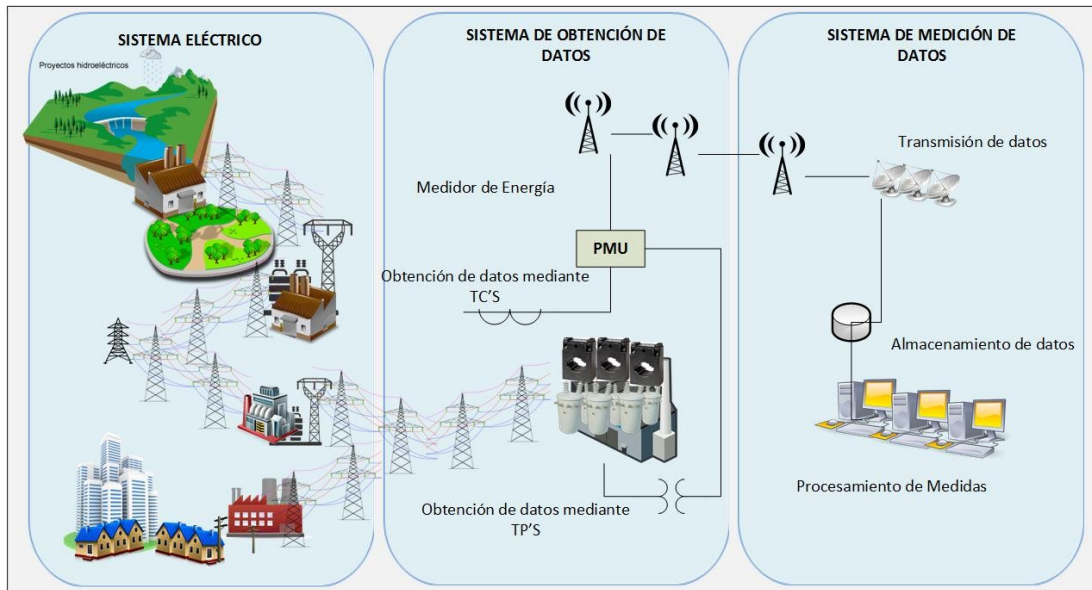 SISTEMA ELÉCTRICO
Proyectos hidroeléctricos
SISTEMA DE OBTENCIÓN DE
DATOS
Medidor de Energía
PMU
Obtención de datos mediante
TC'S
Obtención de datos mediante
TP'S
SISTEMA DE MEDICIÓN DE
DATOS
Transmisión de datos
Almacenamiento de datos
Procesamiento de Medidas